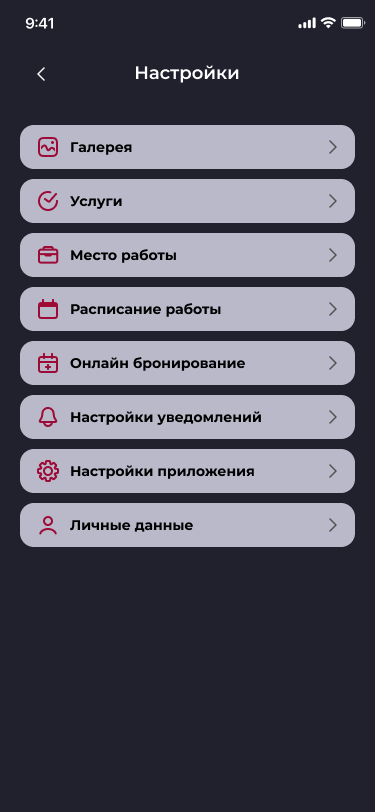 9:41
Настройки
Галерея
Услуги
Место работы
Расписание работы
Онлайн бронирование
Настройки уведомлений
Настройки приложения
Личные данные